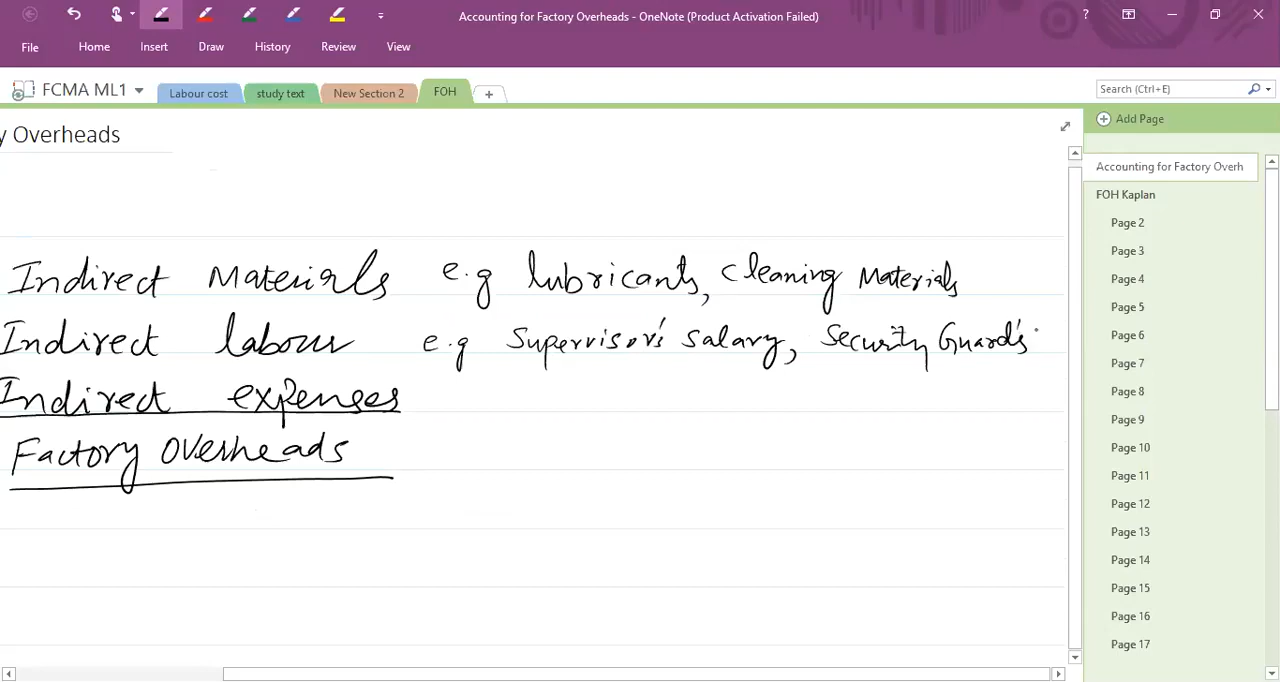 Accounting for Factory Overheads - OneNote (Product Activation Failed)
?
File Home Insert Draw History Review View
FCMA ML1 Labour cost study text New Section 2 FOH +
Search (Ctrl+E)
y Overheads
Add Page
Accounting for Factory Overh
FOH Kaplan
Page 2
Page 3
Page 4
Page 5
Page 6
Page 7
Page 8
Page 9
Page 10
Page 11
Page 12
Page 13
Page 14
Page 15
Page 16
Page 17
Indirect Materials e.g lubricants, Cleaning Materials
Indirect labour e.g Supervisor's Salary, Security Guard's
Indirect expenses
Factory Overheads